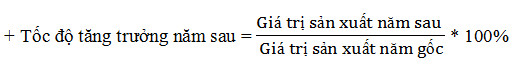 + Tốc độ tăng trưởng năm sau = Giá trị sản xuất năm sau / Giá trị sản xuất năm gốc * 100%